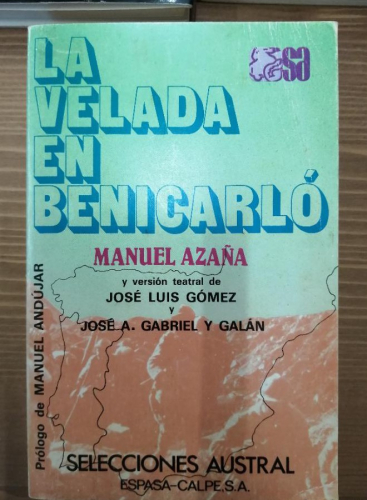 LA
VELADA
EN
BENICARLÓ
sa
MANUEL AZAÑA
y versión teatral de
JOSÉ LUIS GÓMEZ
y
JOSÉ A. GABRIEL Y GALÁN
Prólogo de MANUEL ANDÚJAR
SELECCIONES AUSTRAL
ESPASA-CALPE, S.A.